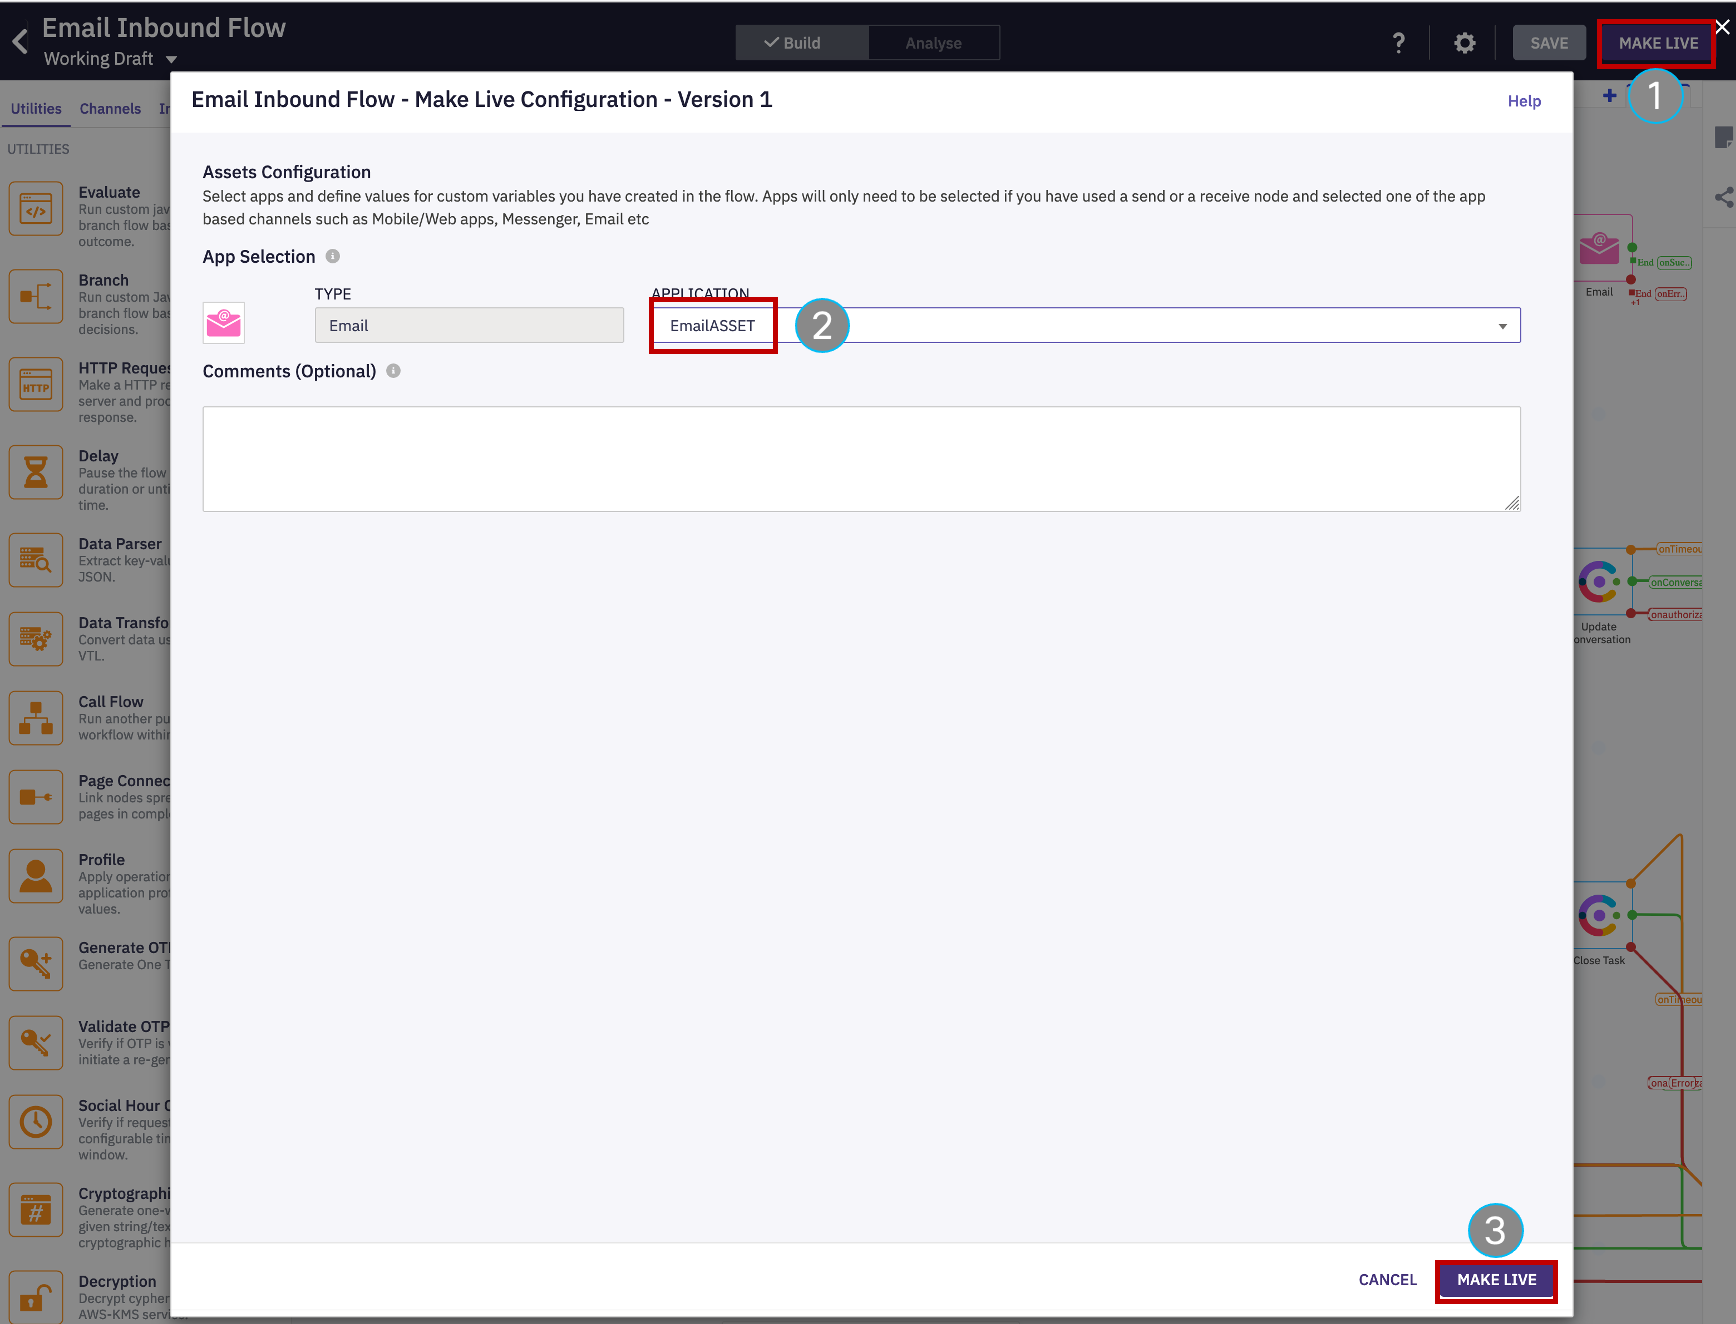 Email Inbound Flow
Working Draft
Build
Analyse
?
SAVE
MAKE LIVE
1
Utilities
Channels
Email Inbound Flow - Make Live Configuration - Version 1
Help
UTILITIES
Assets Configuration
Select apps and define values for custom variables you have created in the flow. Apps will only need to be selected if you have used a send or a receive node and selected one of the app
based channels such as Mobile/Web apps, Messenger, Email etc
App Selection
TYPE
APPLICATION
Email
EmailASSET
2
Comments (Optional)
Evaluate
Run custom jav
branch flow bas
outcome.
Branch
Run custom Jav
branch flow bas
decisions.
HTTP
HTTP Reques
Make a HTTP re
server and proc
response.
Delay
Pause the flow
duration or unti
time.
Data Parser
Extract key-valu
JSON.
Data Transfo
Convert data us
VTL.
Call Flow
Run another pu
workflow within
Page Connec
Link nodes spre
pages in compl
Profile
Apply operation
application pro
values.
Generate OT
Generate One T
Validate OTP
Verify if OTP is v
initiate a re-ger
Social Hour C
Verify if request
configurable tin
window.
#
Cryptographi
Generate one-v
given string/tex
cryptographic h
Decryption
Decrypt cypher
AWS-KMS servic
Email
End onSuc..
End onErr..
+1
onTimeou
onConversa
onauthoriza
Update
onversation
Close Task
onTimeou
ona
Error
3
CANCEL
MAKE LIVE